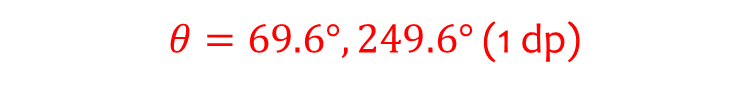 θ = 69.6°, 249.6° (1 dp)